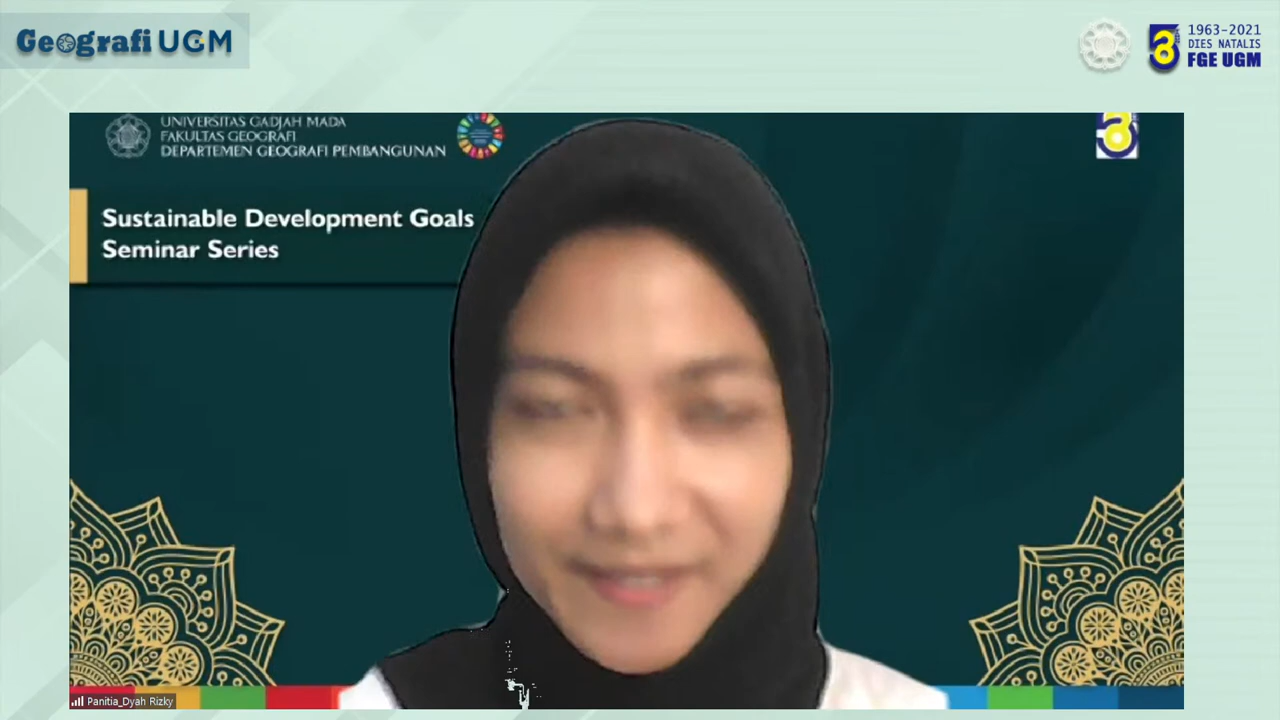 Geografi UGM
1963-2021
DIES NATALIS
FGE UGM
UNIVERSITAS GADJAH MADA
FAKULTAS GEOGRAFI
DEPARTEMEN GEOGRAFI PEMBANGUNAN
Sustainable Development Goals
Seminar Series
Panitia_Dyah Rizky